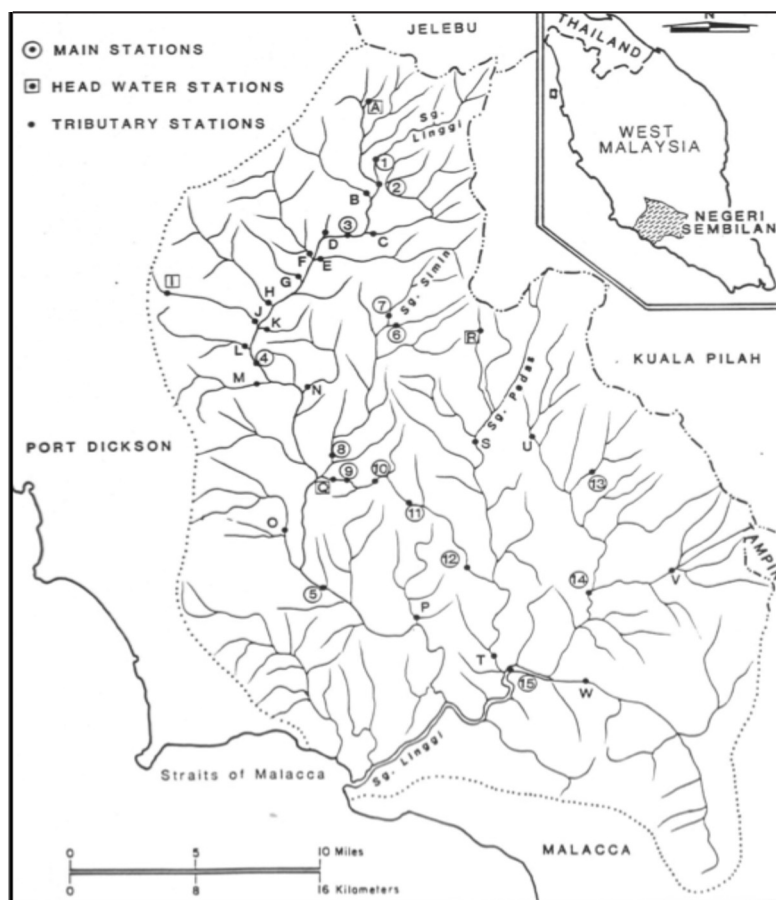 JELEBU
N
THAILAND
MAIN STATIONS
HEAD WATER STATIONS
TRIBUTARY STATIONS
A
Sg.
Linggi
WEST
MALAYSIA
1
2
B
NEGERI
SEMBILAN
3
C
D
F
E
G
I
H
Sg. Simin
7
J
K
6
R
L
4
KUALA PILAH
M
N
Sg. Pedas
S
U
PORT DICKSON
8
9
10
13
Q
11
O
12
14
V
5
P
T
15
W
Straits of Malacca
Sg. Linggi
MALACCA
0 5 10 Miles
0 8 16 Kilometers